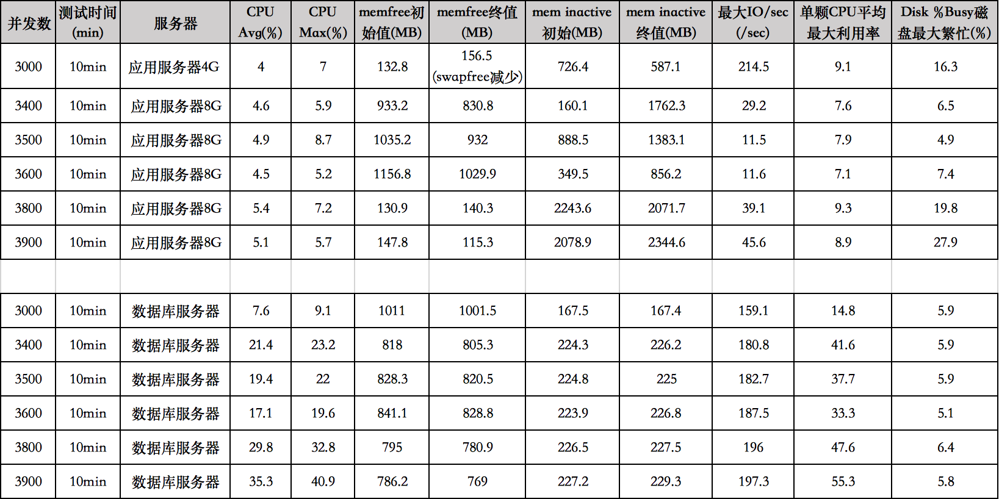 并发数 测试时间(min) 服务器 CPU Avg(%) CPU Max(%) memfree初始值(MB) memfree终值(MB) mem inactive初始(MB) mem inactive终值(MB) 最大IO/sec(/sec) 单颗CPU平均最大利用率 Disk %Busy磁盘最大繁忙(%)
3000 10min 应用服务器4G 4 7 132.8 156.5(swapfree减少) 726.4 587.1 214.5 9.1 16.3
3400 10min 应用服务器8G 4.6 5.9 933.2 830.8 160.1 1762.3 29.2 7.6 6.5
3500 10min 应用服务器8G 4.9 8.7 1035.2 932 888.5 1383.1 11.5 7.9 4.9
3600 10min 应用服务器8G 4.5 5.2 1156.8 1029.9 349.5 856.2 11.6 7.1 7.4
3800 10min 应用服务器8G 5.4 7.2 130.9 140.3 2243.6 2071.7 39.1 9.3 19.8
3900 10min 应用服务器8G 5.1 5.7 147.8 115.3 2078.9 2344.6 45.6 8.9 27.9
3000 10min 数据库服务器 7.6 9.1 1011 1001.5 167.5 167.4 159.1 14.8 5.9
3400 10min 数据库服务器 21.4 23.2 818 805.3 224.3 226.2 180.8 41.6 5.9
3500 10min 数据库服务器 19.4 22 828.3 820.5 224.8 225 182.7 37.7 5.9
3600 10min 数据库服务器 17.1 19.6 841.1 828.8 223.9 226.8 187.5 33.3 5.1
3800 10min 数据库服务器 29.8 32.8 795 780.9 226.5 227.5 196 47.6 6.4
3900 10min 数据库服务器 35.3 40.9 786.2 769 227.2 229.3 197.3 55.3 5.8